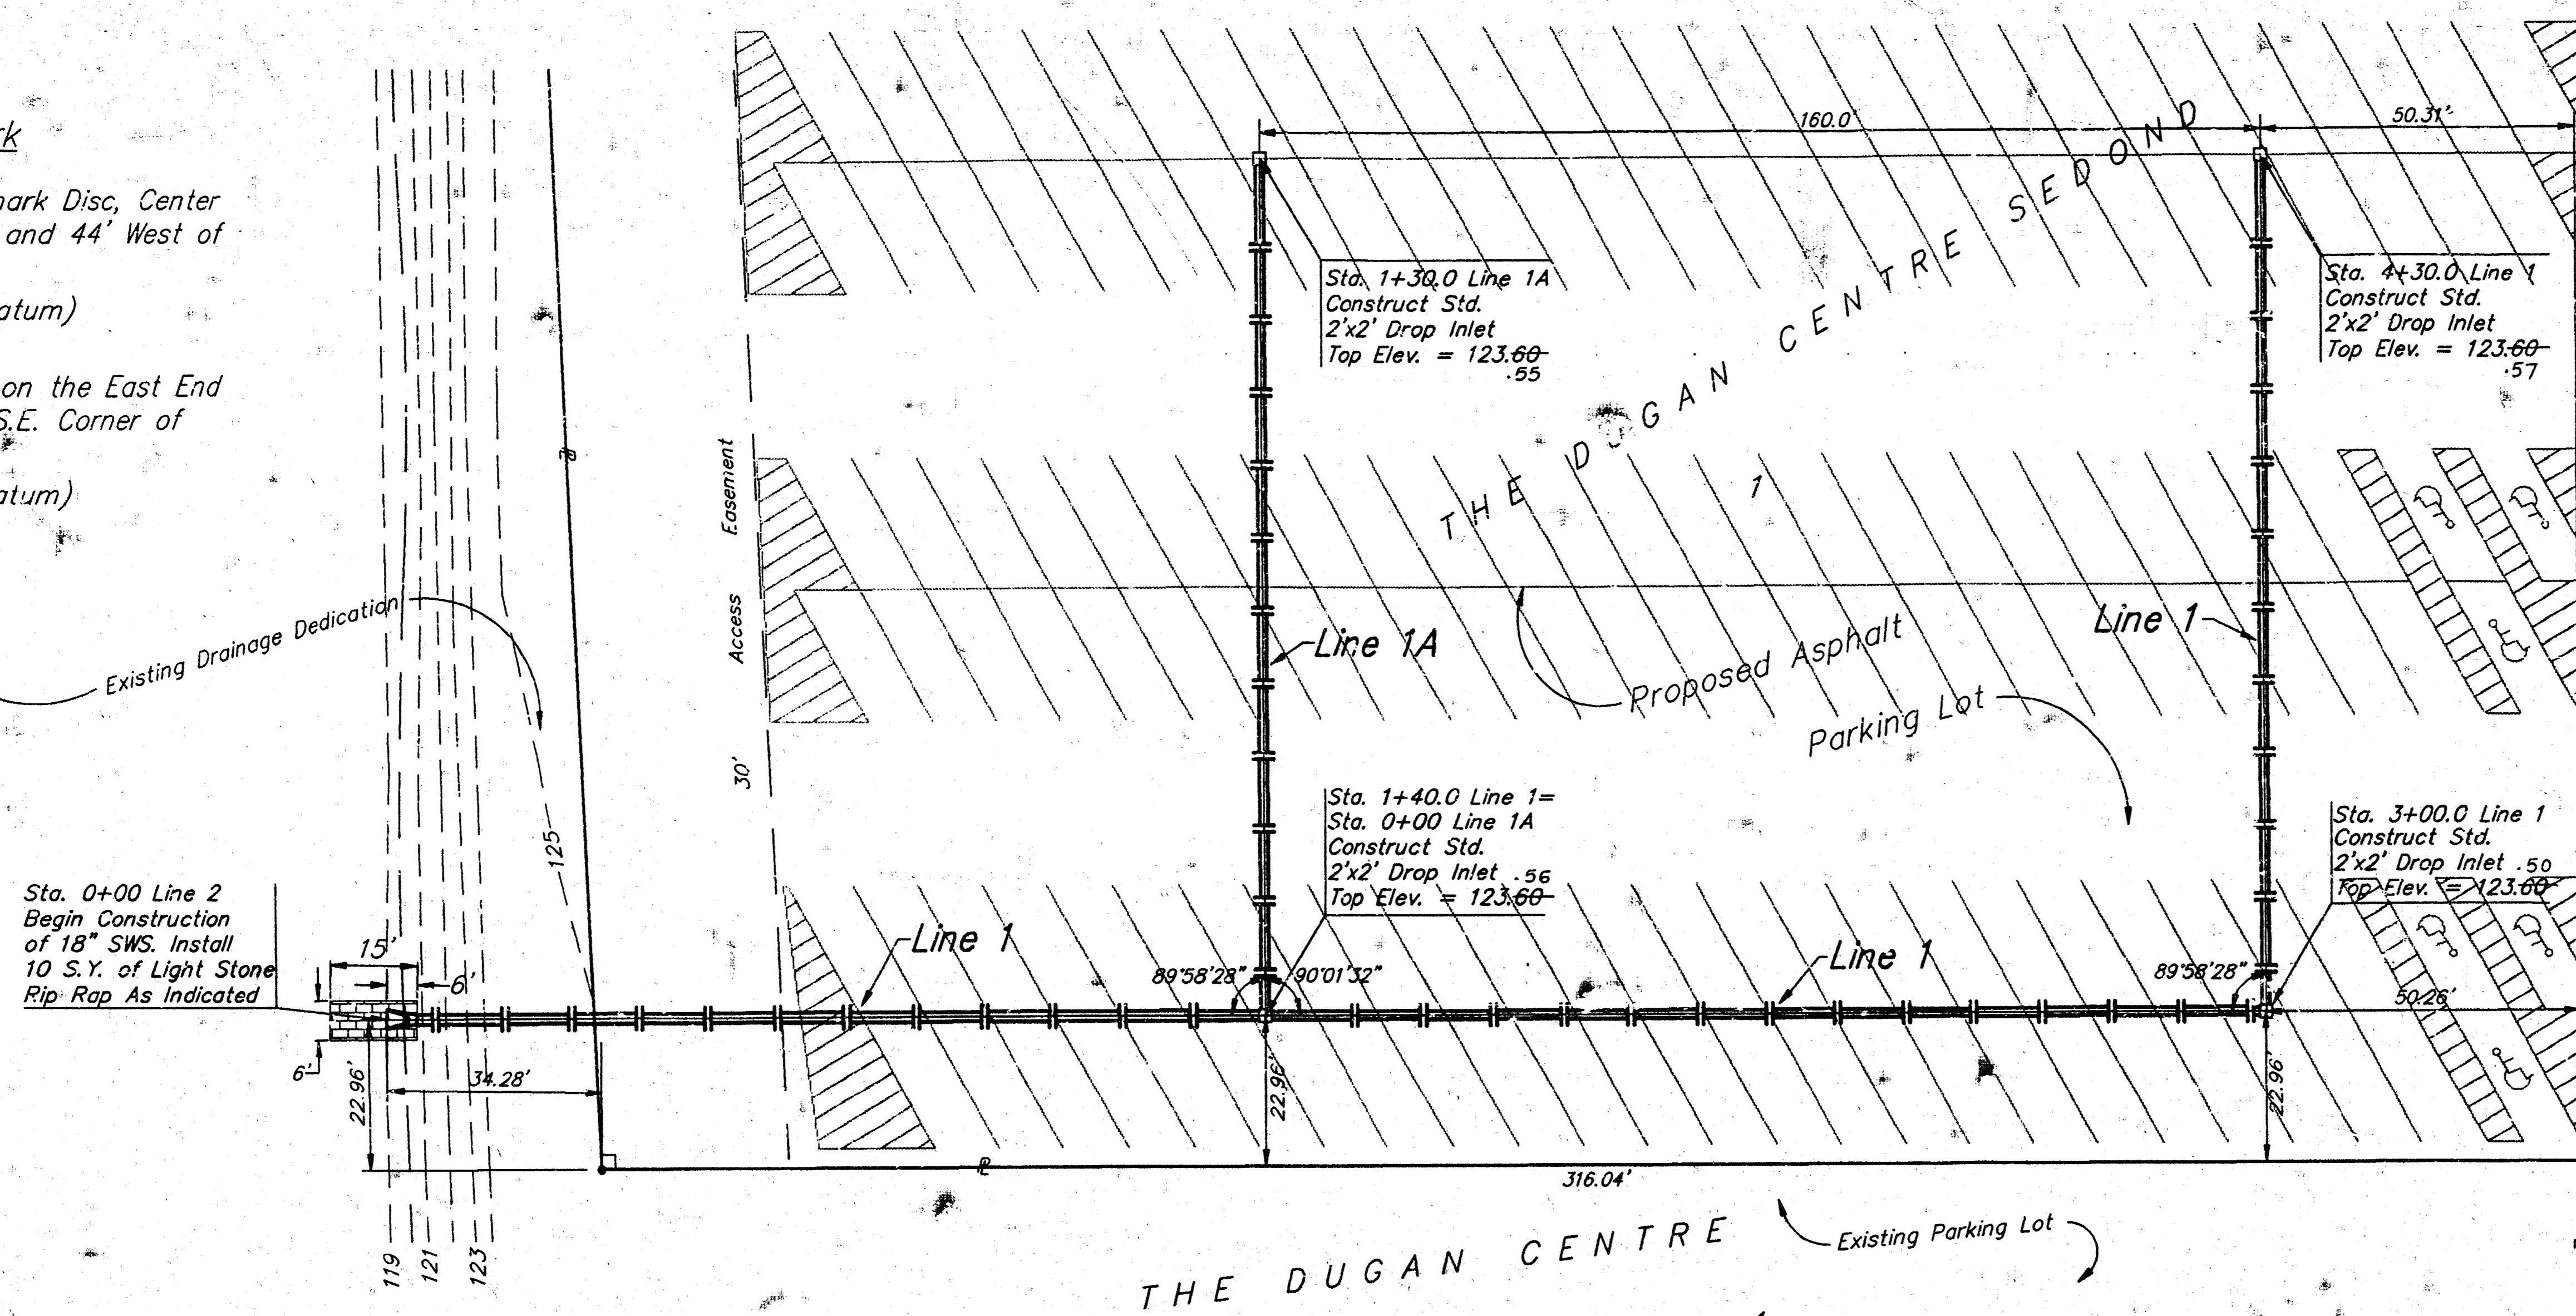 rk
ark Disc, Center
and 44' West of
atum)
on the East End
S.E. Corner of
atum)
Existing Drainage Dedication
125
30' Access Easement
160.0'
50.31'
Sta. 1+30.0 Line 1A
Construct Std.
2'x2' Drop Inlet
Top Elev. = 123.60
.55
Sta. 4+30.0 Line 1
Construct Std.
2'x2' Drop Inlet
Top Elev. = 123.60
.57
THE DUGAN CENTRE SEDOND
1
Line 1A
Line 1
Proposed Asphalt
Parking Lot
Sta. 1+40.0 Line 1=
Sta. 0+00 Line 1A
Construct Std.
2'x2' Drop Inlet .56
Top Elev. = 123.60
Sta. 3+00.0 Line 1
Construct Std.
2'x2' Drop Inlet .50
Top Elev. = 123.60
Sta. 0+00 Line 2
Begin Construction
of 18" SWS. Install
10 S.Y. of Light Stone
Rip Rap As Indicated
15'
6'
Line 1
89°58'28"
90°01'32"
Line 1
89°58'28"
50.26'
6'
22.96'
34.28'
22.96'
22.96'
PL
PL
316.04'
119
121
123
THE DUGAN CENTRE
Existing Parking Lot